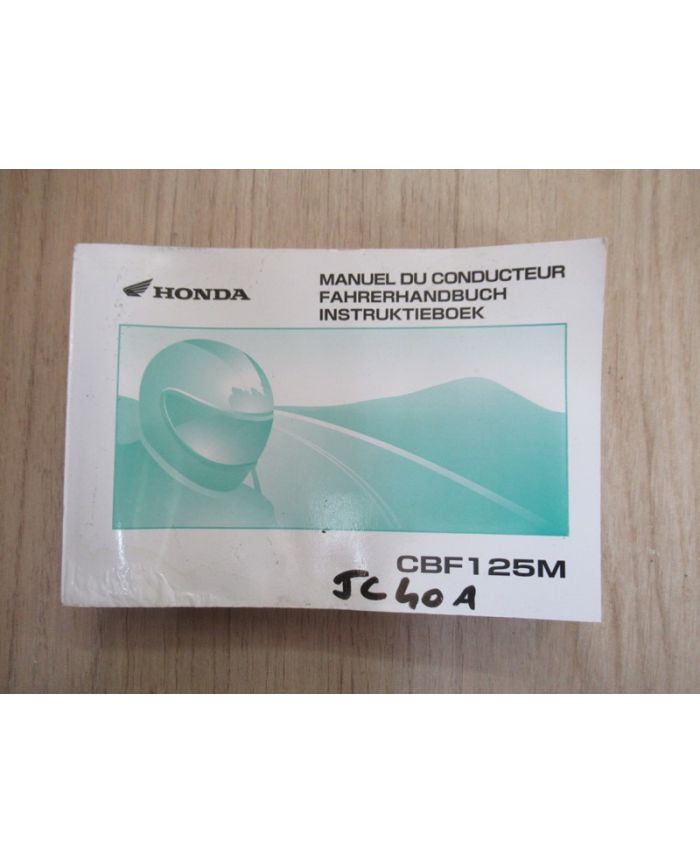 HONDA
MANUEL DU CONDUCTEUR
FAHRERHANDBUCH
INSTRUKTIEBOEK
CBF125M
JC40A